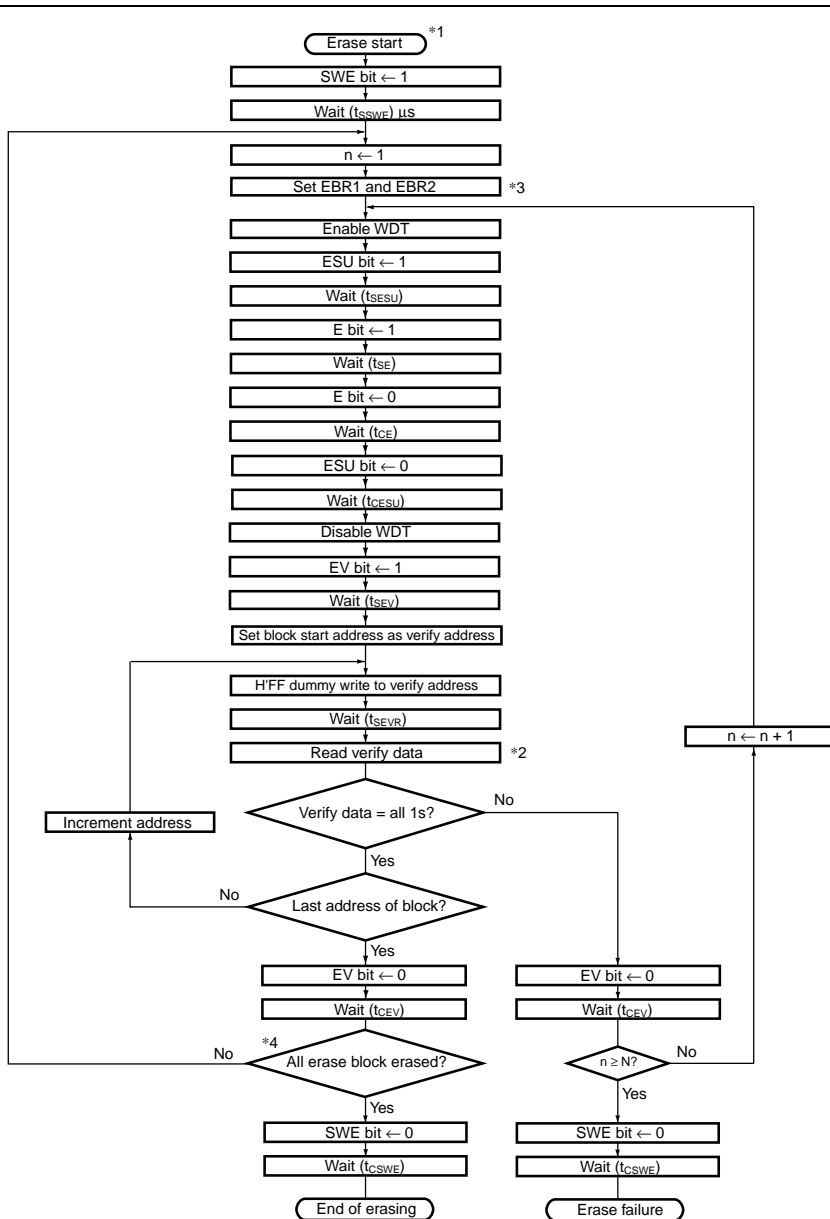 Erase start
*1
SWE bit ← 1
Wait (tSSWE) μs
n ← 1
Set EBR1 and EBR2
*3
Enable WDT
ESU bit ← 1
Wait (tSESU)
E bit ← 1
Wait (tSE)
E bit ← 0
Wait (tCE)
ESU bit ← 0
Wait (tCESU)
Disable WDT
EV bit ← 1
Wait (tSEV)
Set block start address as verify address
H'FF dummy write to verify address
Wait (tSEVR)
Read verify data
*2
n ← n + 1
Verify data = all 1s?
No
Increment address
Yes
Last address of block?
No
Yes
EV bit ← 0
Wait (tCEV)
EV bit ← 0
Wait (tCEV)
*4
All erase block erased?
No
n ≥ N?
No
Yes
Yes
SWE bit ← 0
Wait (tCSWE)
SWE bit ← 0
Wait (tCSWE)
End of erasing
Erase failure